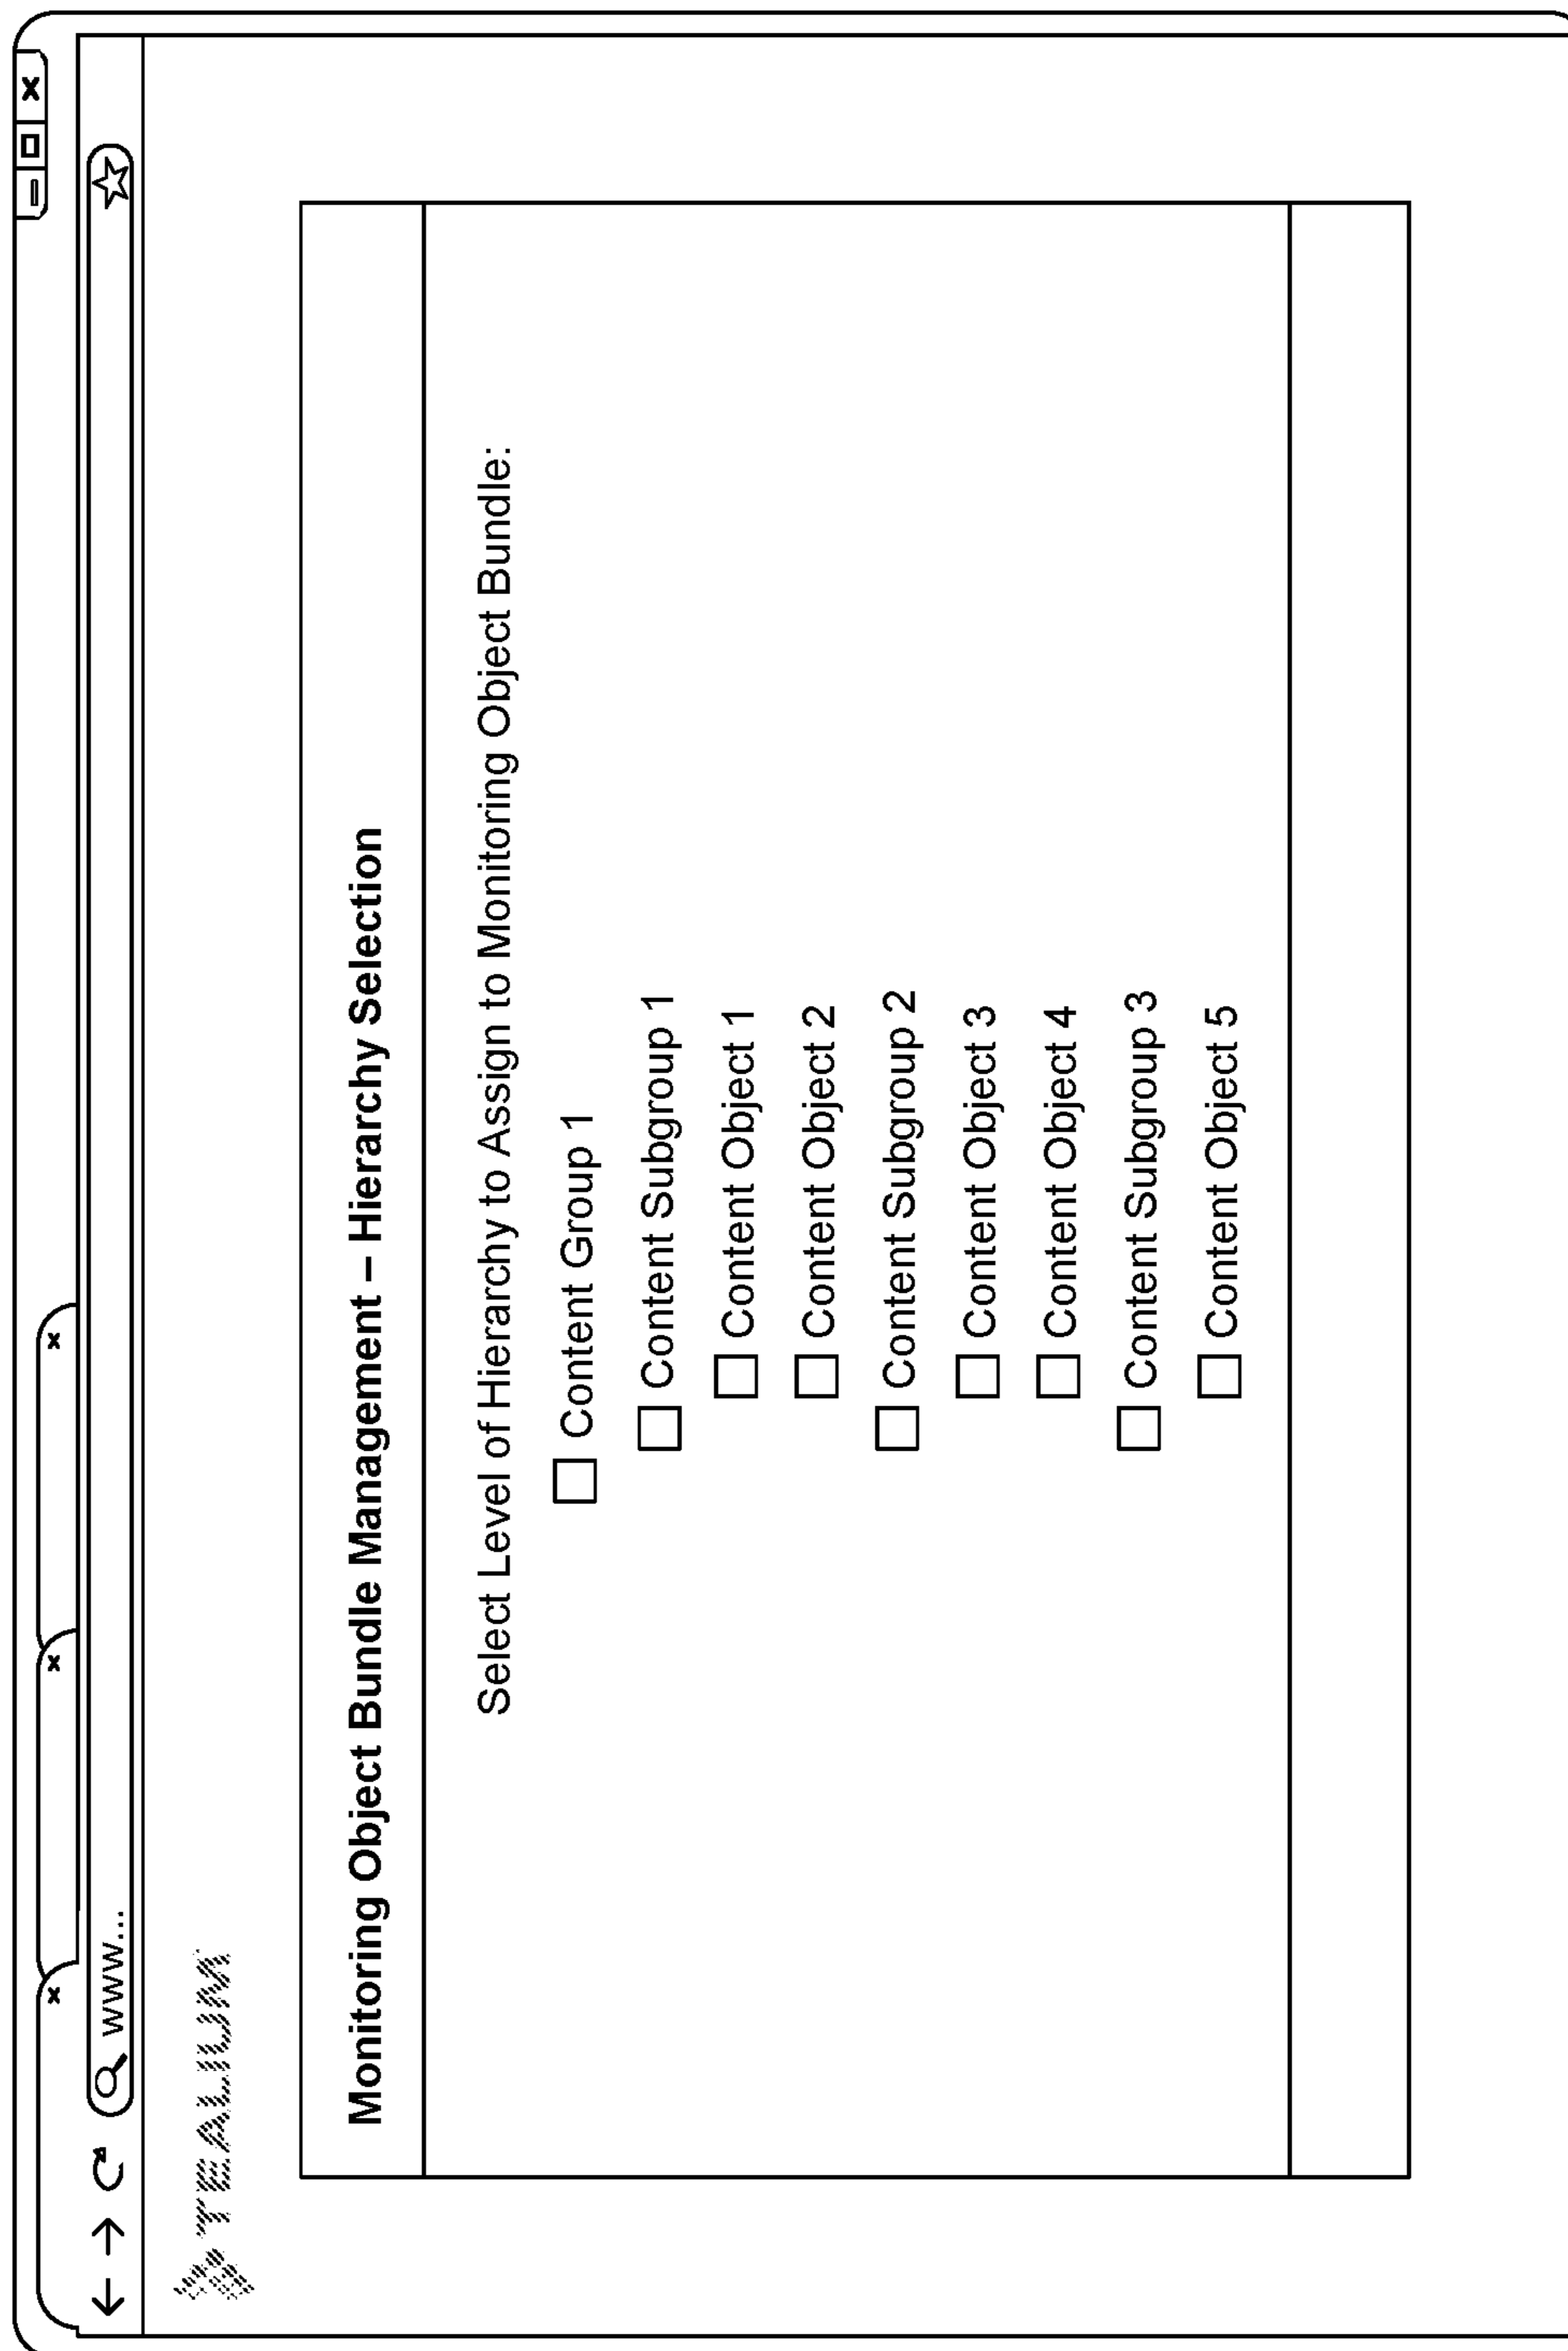 www...
TEALIUM
Monitoring Object Bundle Management – Hierarchy Selection
Select Level of Hierarchy to Assign to Monitoring Object Bundle:
Content Group 1
Content Subgroup 1
Content Object 1
Content Object 2
Content Subgroup 2
Content Object 3
Content Object 4
Content Subgroup 3
Content Object 5